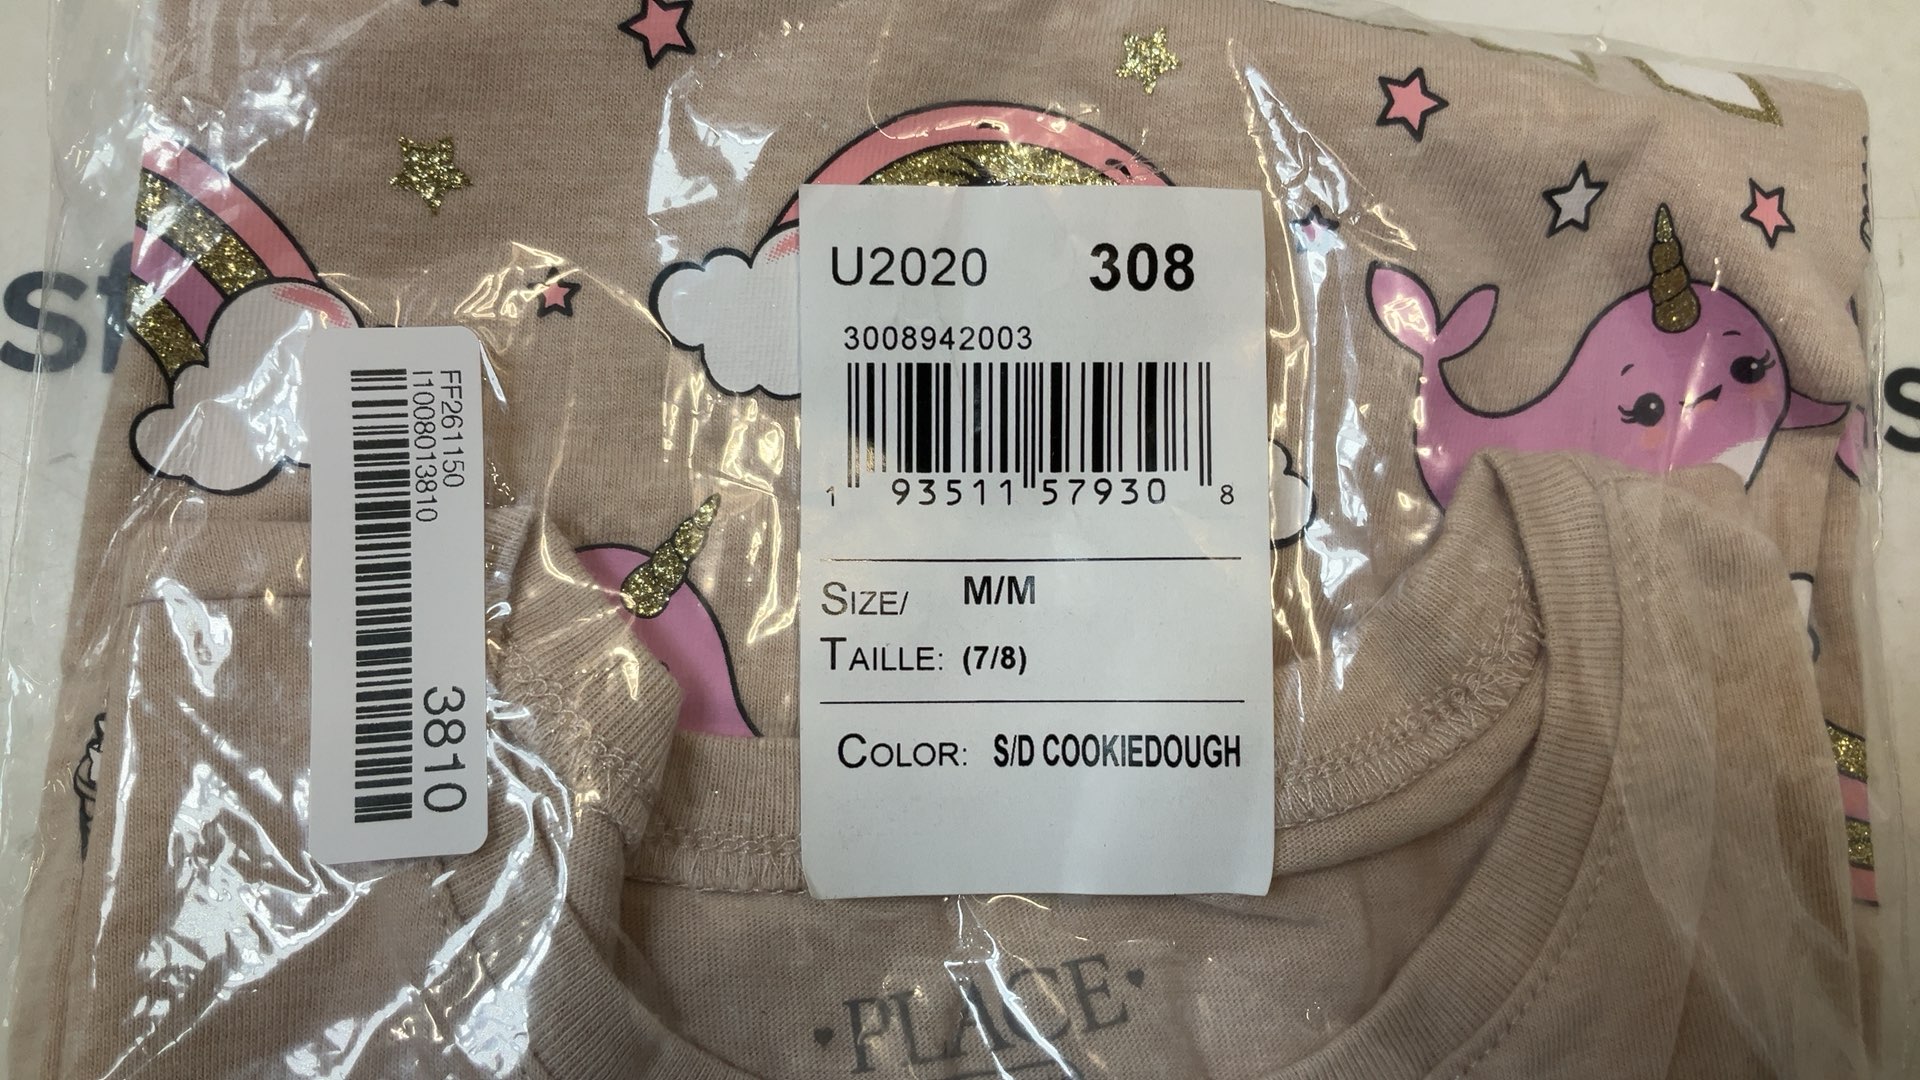 U2020 308
3008942003
1 93511 57930 8
SIZE/ M/M
TAILLE: (7/8)
COLOR: S/D COOKIEDOUGH
FF261150
I1008013810
3810
PLACE